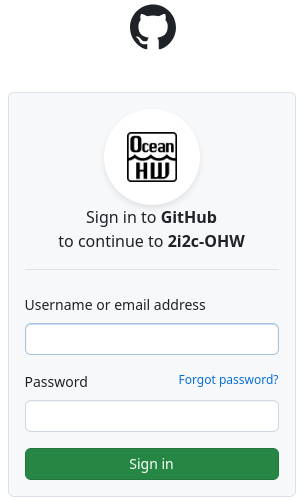 Ocean
HW
Sign in to GitHub
to continue to 2i2c-OHW
Username or email address
Password
Forgot password?
Sign in